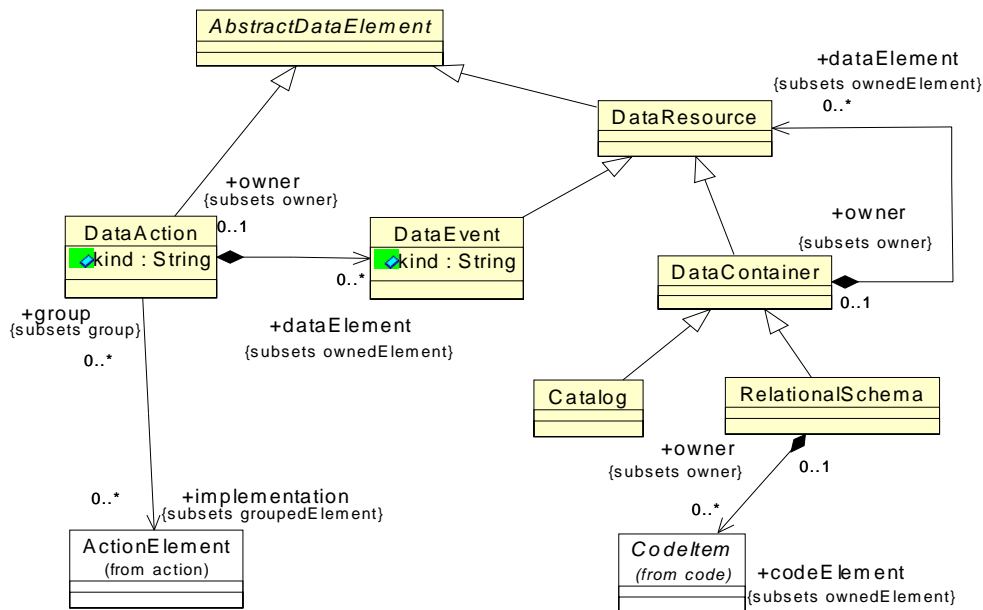 AbstractDataElement
+dataElement
{subsets ownedElement}
0..*
DataResource
+owner
{subsets owner}
0..1
DataAction
kind : String
DataEvent
kind : String
0..*
+dataElement
{subsets ownedElement}
+owner
{subsets owner}
DataContainer
0..1
+group
{subsets group}
0..*
Catalog
RelationalSchema
+owner
{subsets owner}
0..1
0..*
+implementation
{subsets groupedElement}
0..*
ActionElement
(from action)
CodeItem
(from code)
+codeElement
{subsets ownedElement}